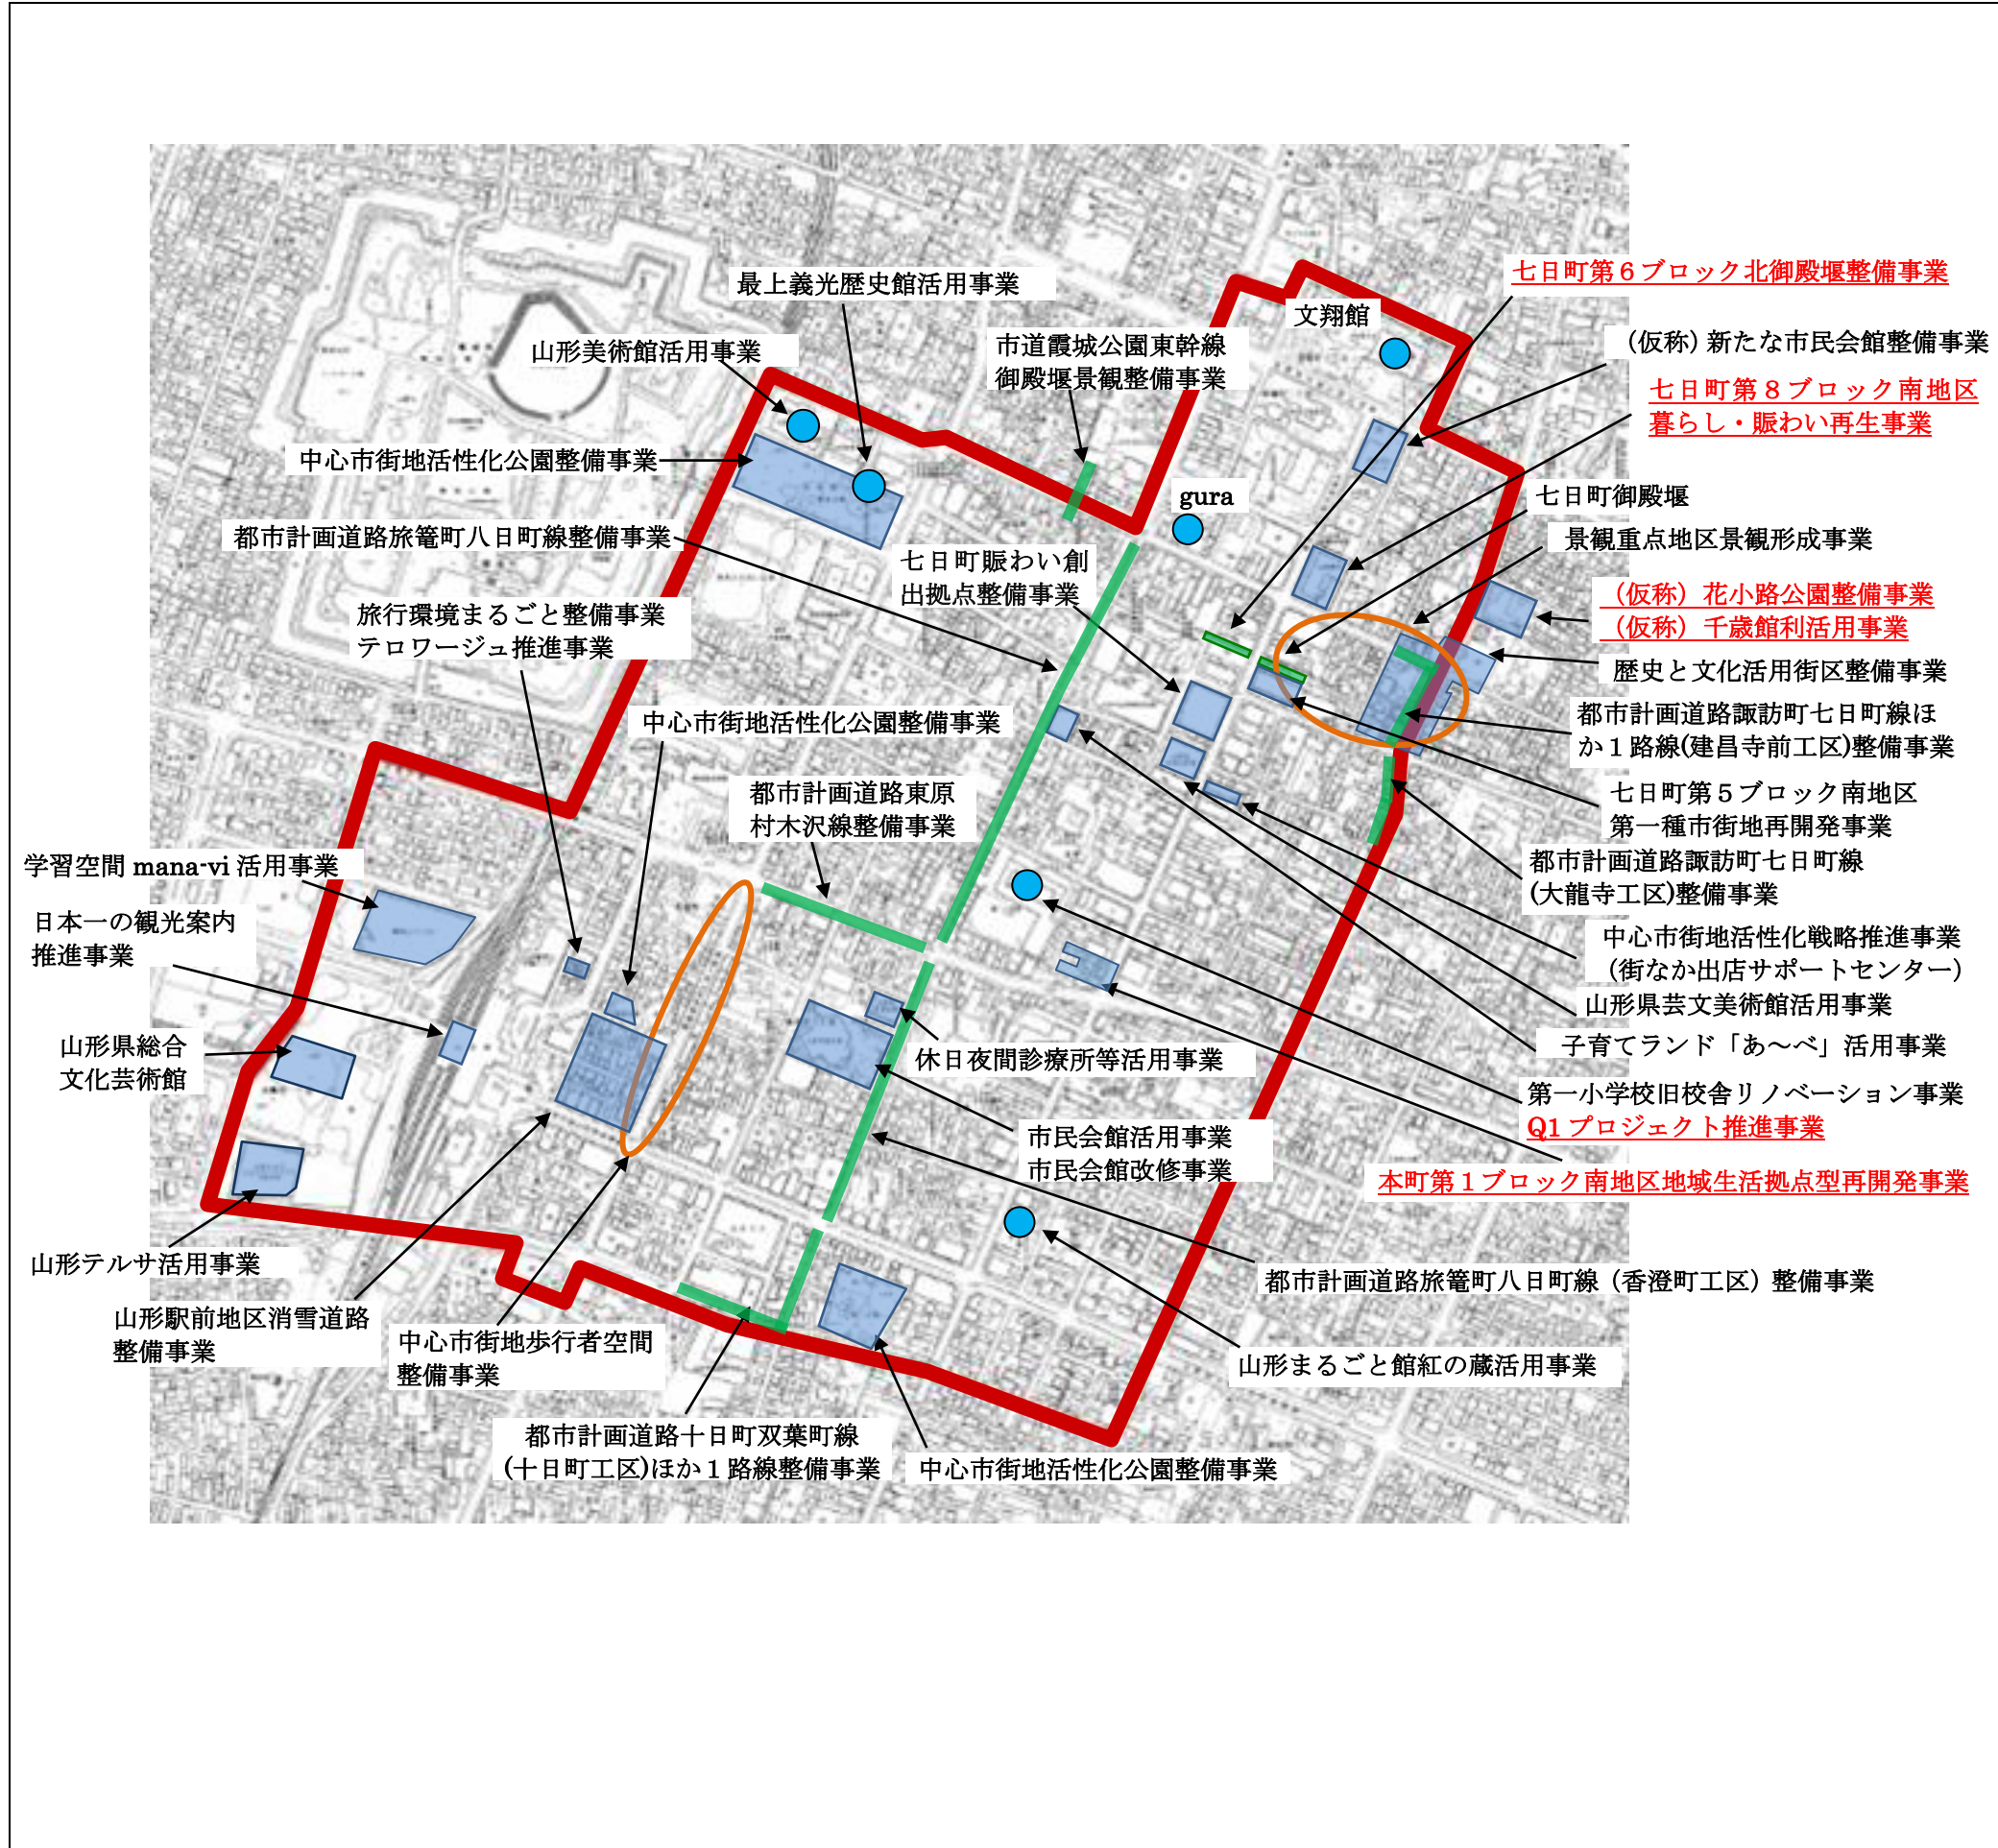 七日町第６ブロック北御殿堰整備事業
最上義光歴史館活用事業
文翔館
(仮称) 新たな市民会館整備事業
山形美術館活用事業
市道霞城公園東幹線
御殿堰景観整備事業
七日町第８ブロック南地区
暮らし・賑わい再生事業
中心市街地活性化公園整備事業
gura
七日町御殿堰
都市計画道路旅篭町八日町線整備事業
景観重点地区景観形成事業
七日町賑わい創
出拠点整備事業
（仮称）花小路公園整備事業
（仮称）千歳館利活用事業
旅行環境まるごと整備事業
テロワージュ推進事業
歴史と文化活用街区整備事業
中心市街地活性化公園整備事業
都市計画道路諏訪町七日町線ほ
か１路線(建昌寺前工区)整備事業
都市計画道路東原
村木沢線整備事業
七日町第５ブロック南地区
第一種市街地再開発事業
学習空間 mana-vi 活用事業
都市計画道路諏訪町七日町線
(大龍寺工区)整備事業
日本一の観光案内
推進事業
中心市街地活性化戦略推進事業
（街なか出店サポートセンター）
山形県芸文美術館活用事業
山形県総合
文化芸術館
休日夜間診療所等活用事業
子育てランド「あ～べ」活用事業
第一小学校旧校舎リノベーション事業
Q1 プロジェクト推進事業
市民会館活用事業
市民会館改修事業
本町第１ブロック南地区地域生活拠点型再開発事業
山形テルサ活用事業
都市計画道路旅篭町八日町線（香澄町工区）整備事業
山形駅前地区消雪道路
整備事業
中心市街地歩行者空間
整備事業
山形まるごと館紅の蔵活用事業
都市計画道路十日町双葉町線
(十日町工区)ほか１路線整備事業
中心市街地活性化公園整備事業